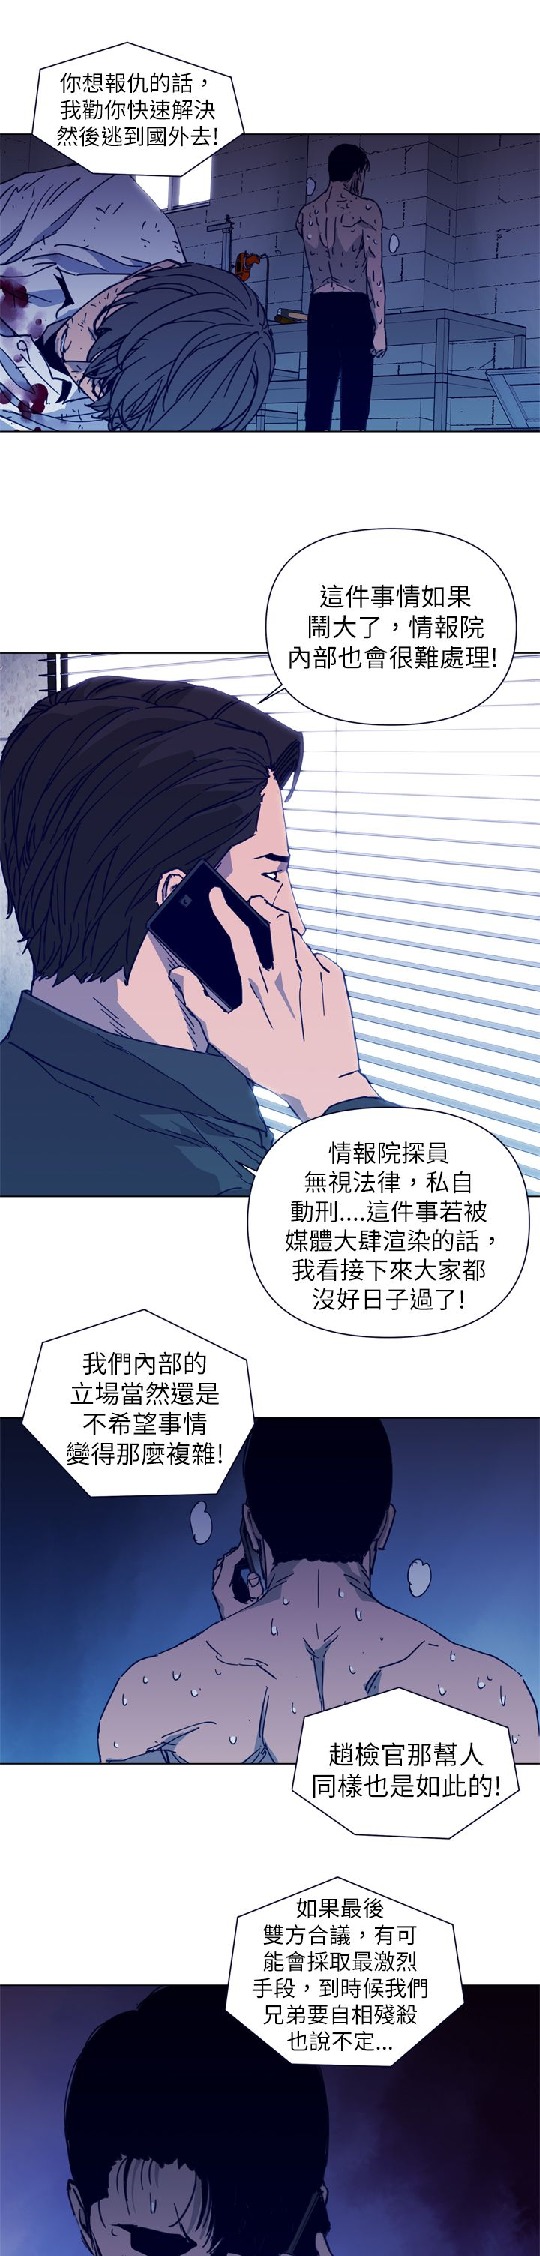 你想報仇的話，
我勸你快速解決
然後逃到國外去!
這件事情如果
鬧大了，情報院
內部也會很難處理!
情報院探員
無視法律，私自
動刑....這件事若被
媒體大肆渲染的話，
我看接下來大家都
沒好日子過了!
我們內部的
立場當然還是
不希望事情
變得那麼複雜!
趙檢官那幫人
同樣也是如此的!
如果最後
雙方合議，有可
能會採取最激烈
手段，到時候我們
兄弟要自相殘殺
也說不定...